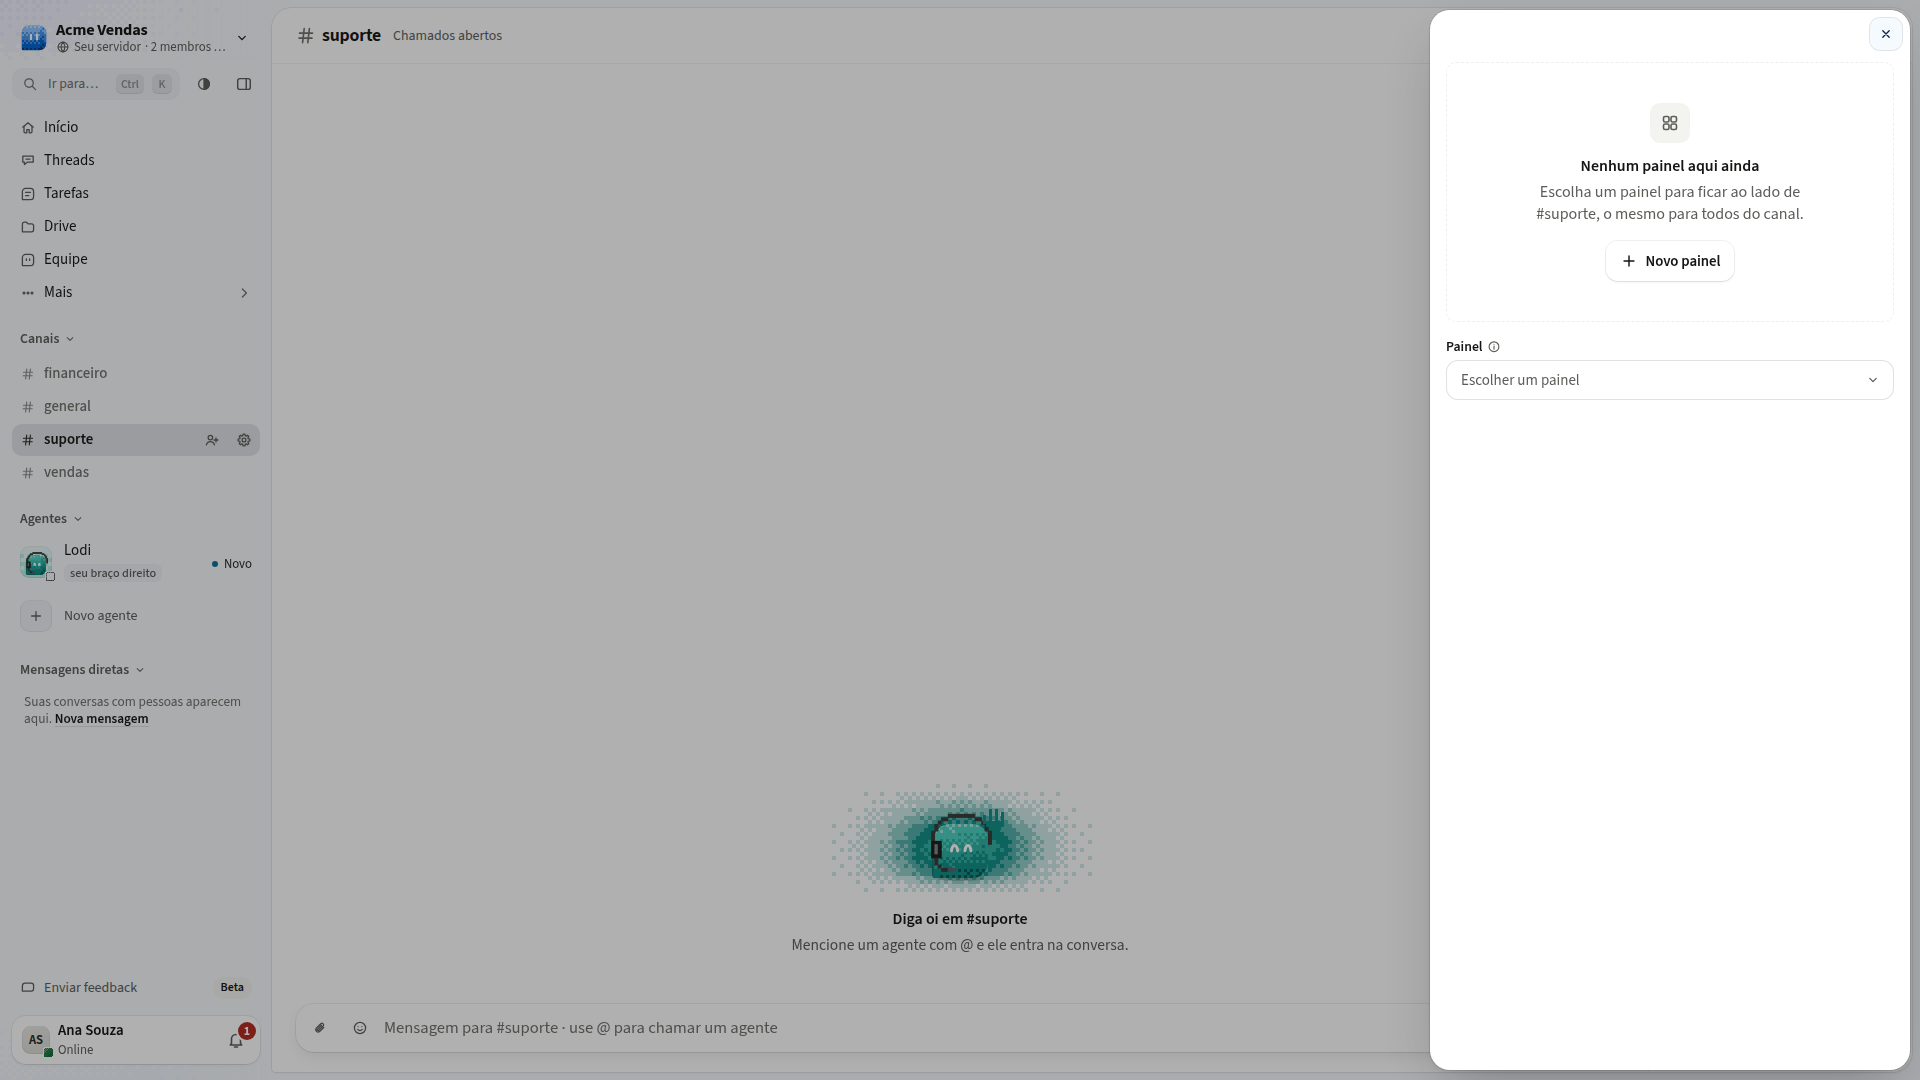 Acme Vendas
Seu servidor · 2 membros ...
Ir para...
Ctrl
K
Início
Threads
Tarefas
Drive
Equipe
Mais
Canais
financeiro
general
suporte
vendas
Agentes
Lodi
seu braço direito
Novo
Novo agente
Mensagens diretas
Suas conversas com pessoas aparecem
aqui. Nova mensagem
Enviar feedback
Beta
AS
Ana Souza
Online
1
# suporte
Chamados abertos
Diga oi em #suporte
Mencione um agente com @ e ele entra na conversa.
Mensagem para #suporte · use @ para chamar um agente
Nenhum painel aqui ainda
Escolha um painel para ficar ao lado de
#suporte, o mesmo para todos do canal.
Novo painel
Painel
Escolher um painel